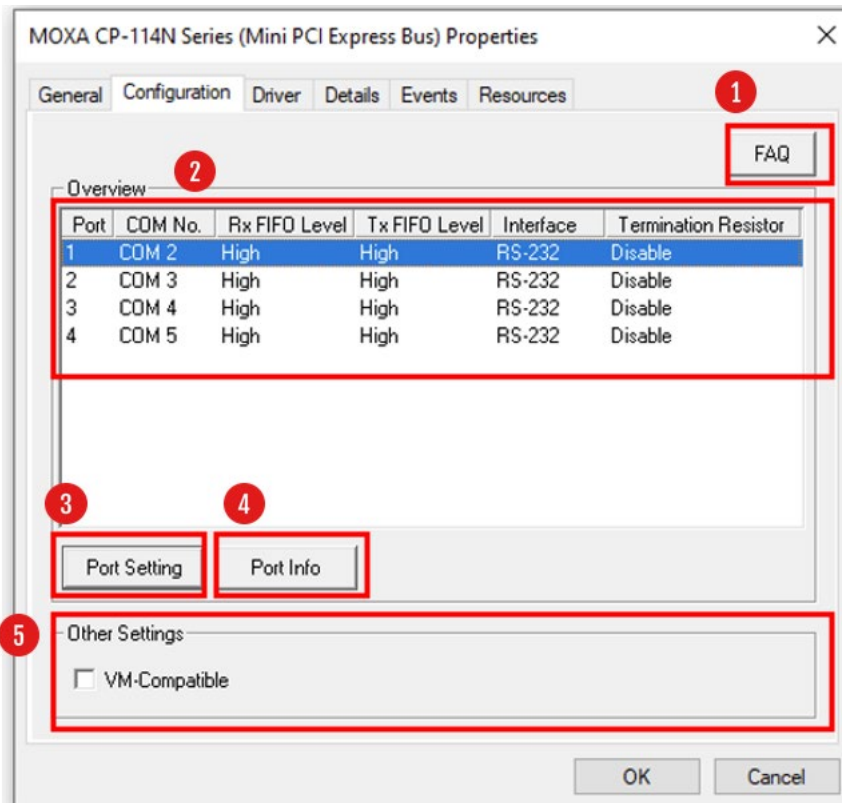 MOXA CP-114N Series (Mini PCI Express Bus) Properties
General Configuration Driver Details Events Resources
1
FAQ
2
Overview
Port COM No. Rx FIFO Level Tx FIFO Level Interface Termination Resistor
1 COM 2 High High RS-232 Disable
2 COM 3 High High RS-232 Disable
3 COM 4 High High RS-232 Disable
4 COM 5 High High RS-232 Disable
3 4
Port Setting Port Info
5
Other Settings
VM-Compatible
OK Cancel